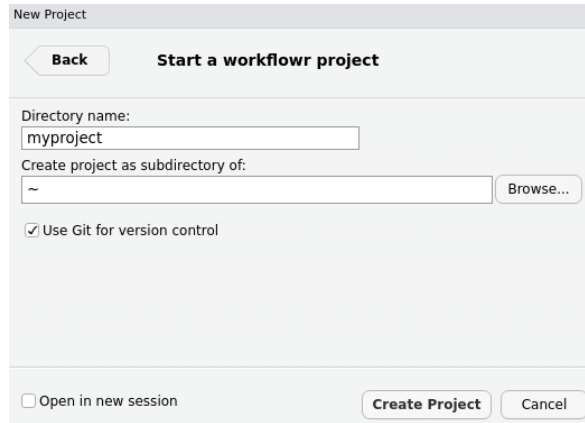 New Project
Back
Start a workflowr project
Directory name:
myproject
Create project as subdirectory of:
~
Browse...
Use Git for version control
Open in new session
Create Project
Cancel